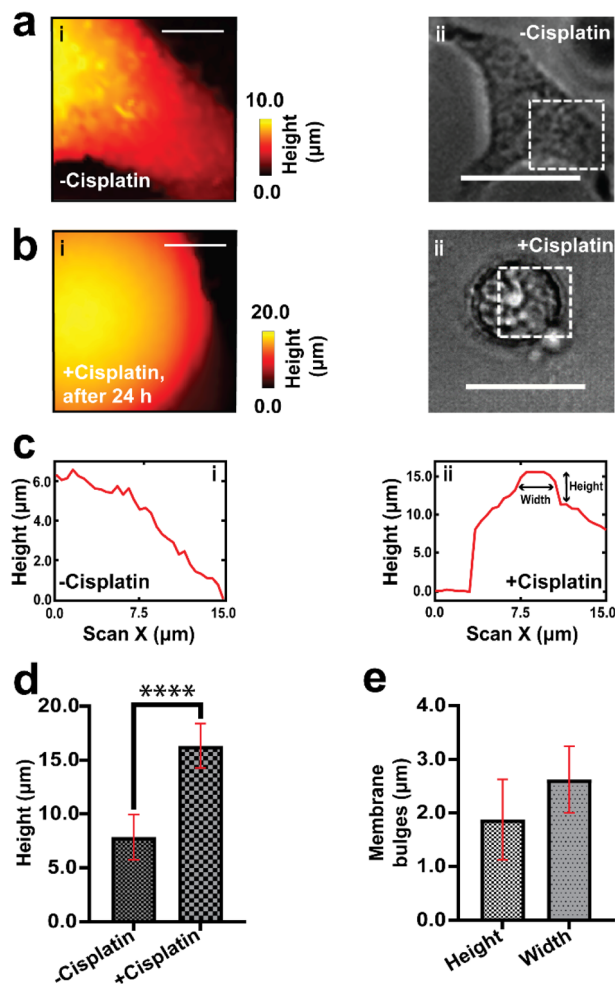 a
i
10.0
Height
(µm)
0.0
-Cisplatin
ii
-Cisplatin
b
i
20.0
Height
(µm)
0.0
+Cisplatin,
after 24 h
ii
+Cisplatin
c
i
6.0
4.0
2.0
0.0
Height (µm)
-Cisplatin
0.0 7.5 15.0
Scan X (µm)
ii
15.0
10.0
5.0
0.0
Height (µm)
Height
Width
+Cisplatin
0.0 7.5 15.0
Scan X (µm)
d
****
20.0
15.0
10.0
5.0
0.0
Height (µm)
-Cisplatin
+Cisplatin
e
4.0
3.0
2.0
1.0
0.0
Membrane
bulges (µm)
Height
Width